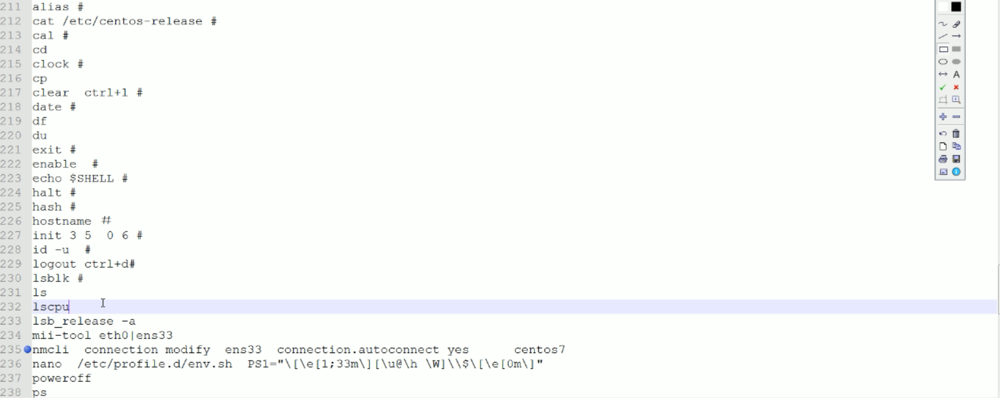 211 alias #
212 cat /etc/centos-release #
213 cal #
214 cd
215 clock #
216 cp
217 clear  ctrl+l #
218 date #
219 df
220 du
221 exit #
222 enable  #
223 echo $SHELL #
224 halt #
225 hash #
226 hostname #
227 init 3 5  0 6 #
228 id -u  #
229 logout ctrl+d#
230 lsblk #
231 ls
232 lscpu
233 lsb_release -a
234 mii-tool eth0|ens33
235 nmcli  connection modify  ens33  connection.autoconnect yes      centos7
236 nano  /etc/profile.d/env.sh  PS1="\[\e[1;33m\][\u@\h \W]\\$\[\e[0m\]"
237 poweroff
238 ps